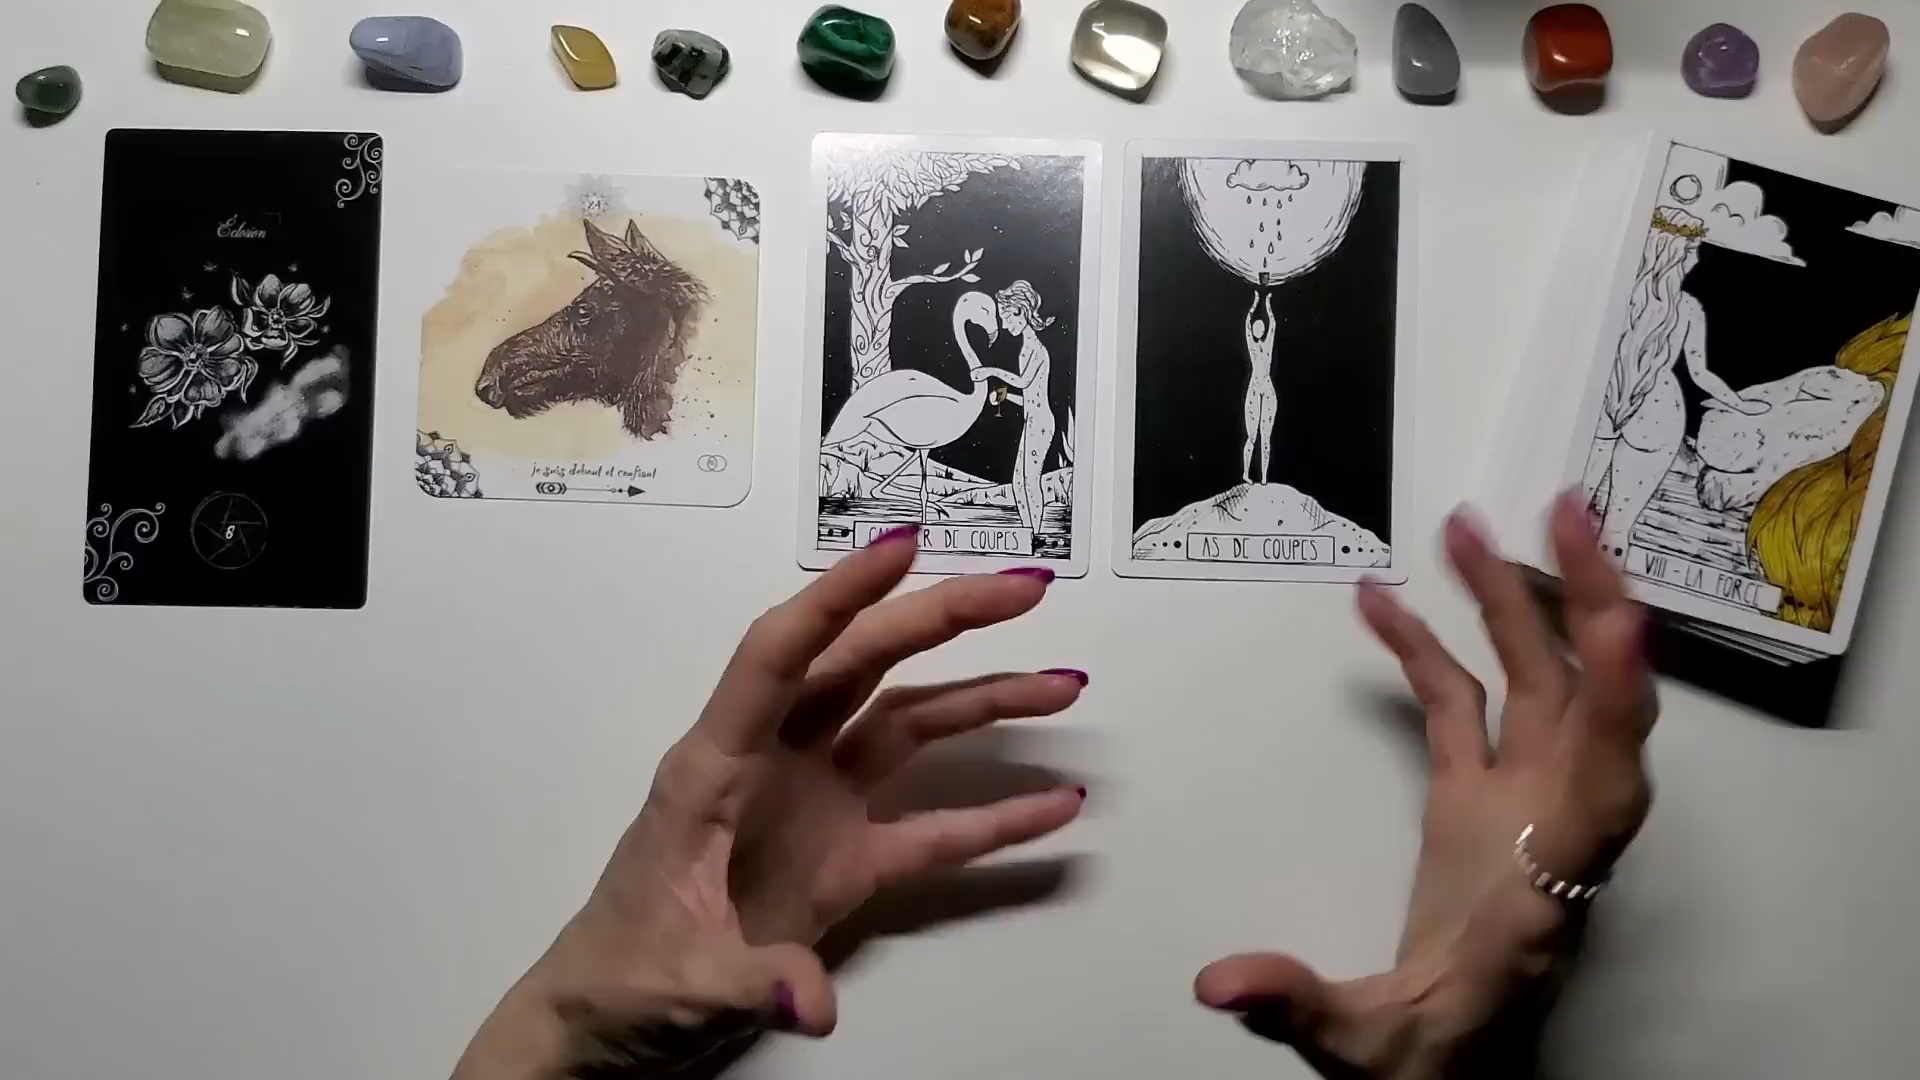 Éclosion
8
24
je suis debout et confiant
DE COUPES
AS DE COUPES
VIII - LA FORCE